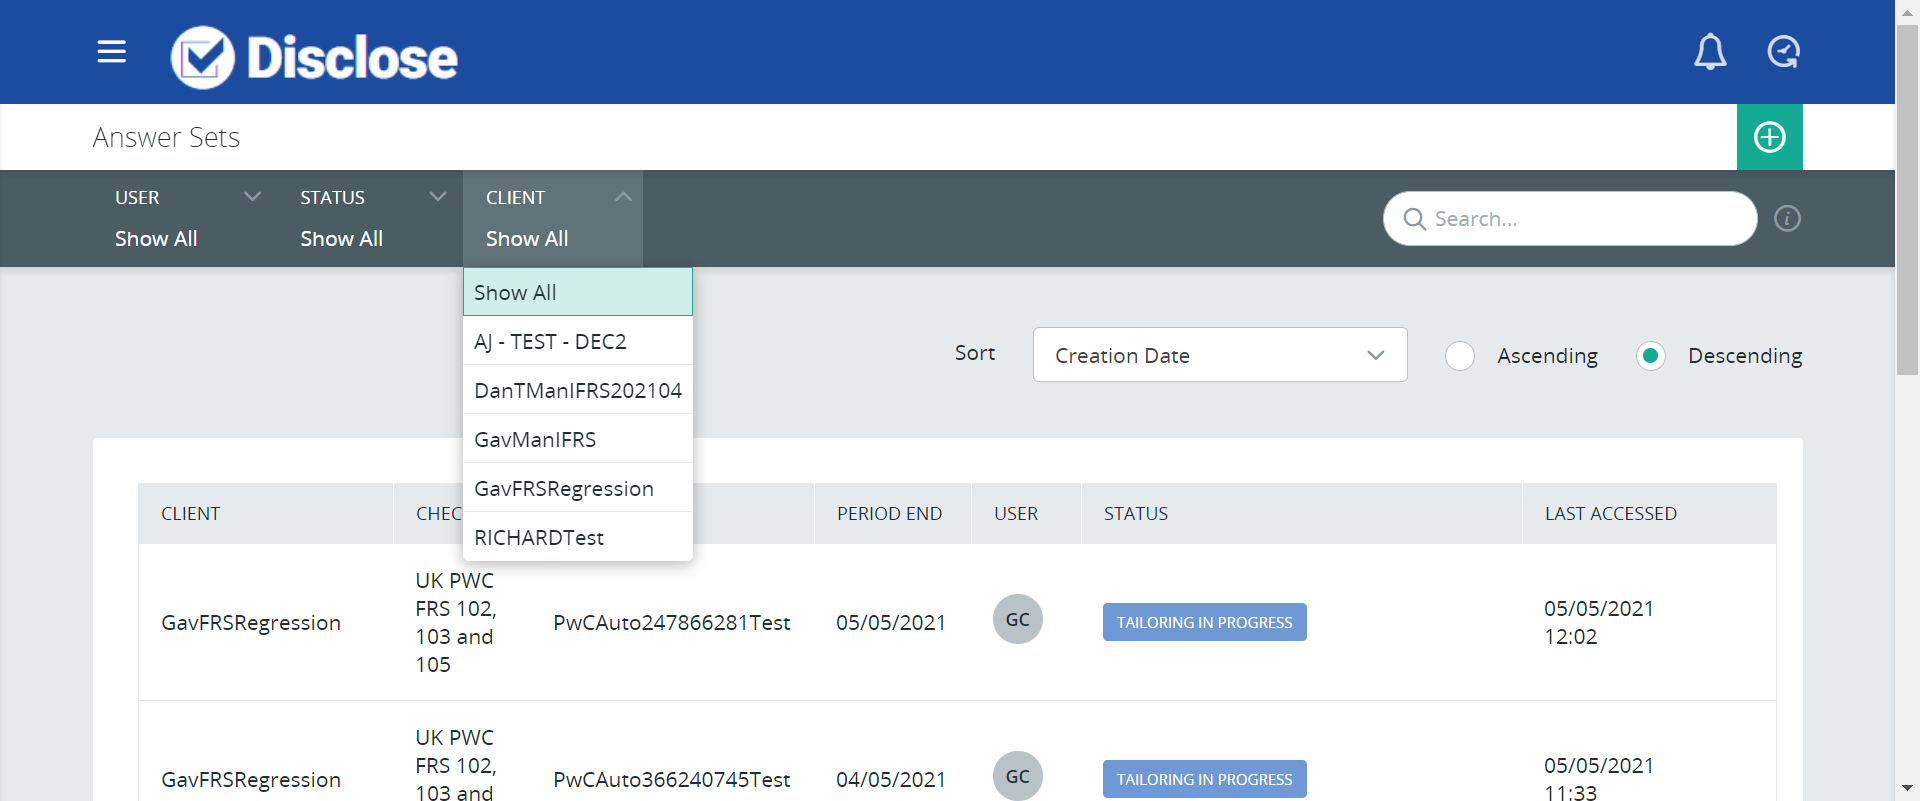 Disclose
Answer Sets
USER
Show All
STATUS
Show All
CLIENT
Show All
Search...
i
Show All
AJ - TEST - DEC2
DanTManIFRS202104
GavManIFRS
GavFRSRegression
RICHARDTest
Sort
Creation Date
Ascending
Descending
CLIENT
CHEC
PERIOD END
USER
STATUS
LAST ACCESSED
GavFRSRegression
UK PWC
FRS 102,
103 and
105
PwCAuto247866281Test
05/05/2021
GC
TAILORING IN PROGRESS
05/05/2021
12:02
GavFRSRegression
UK PWC
FRS 102,
103 and
PwCAuto366240745Test
04/05/2021
GC
TAILORING IN PROGRESS
05/05/2021
11:33